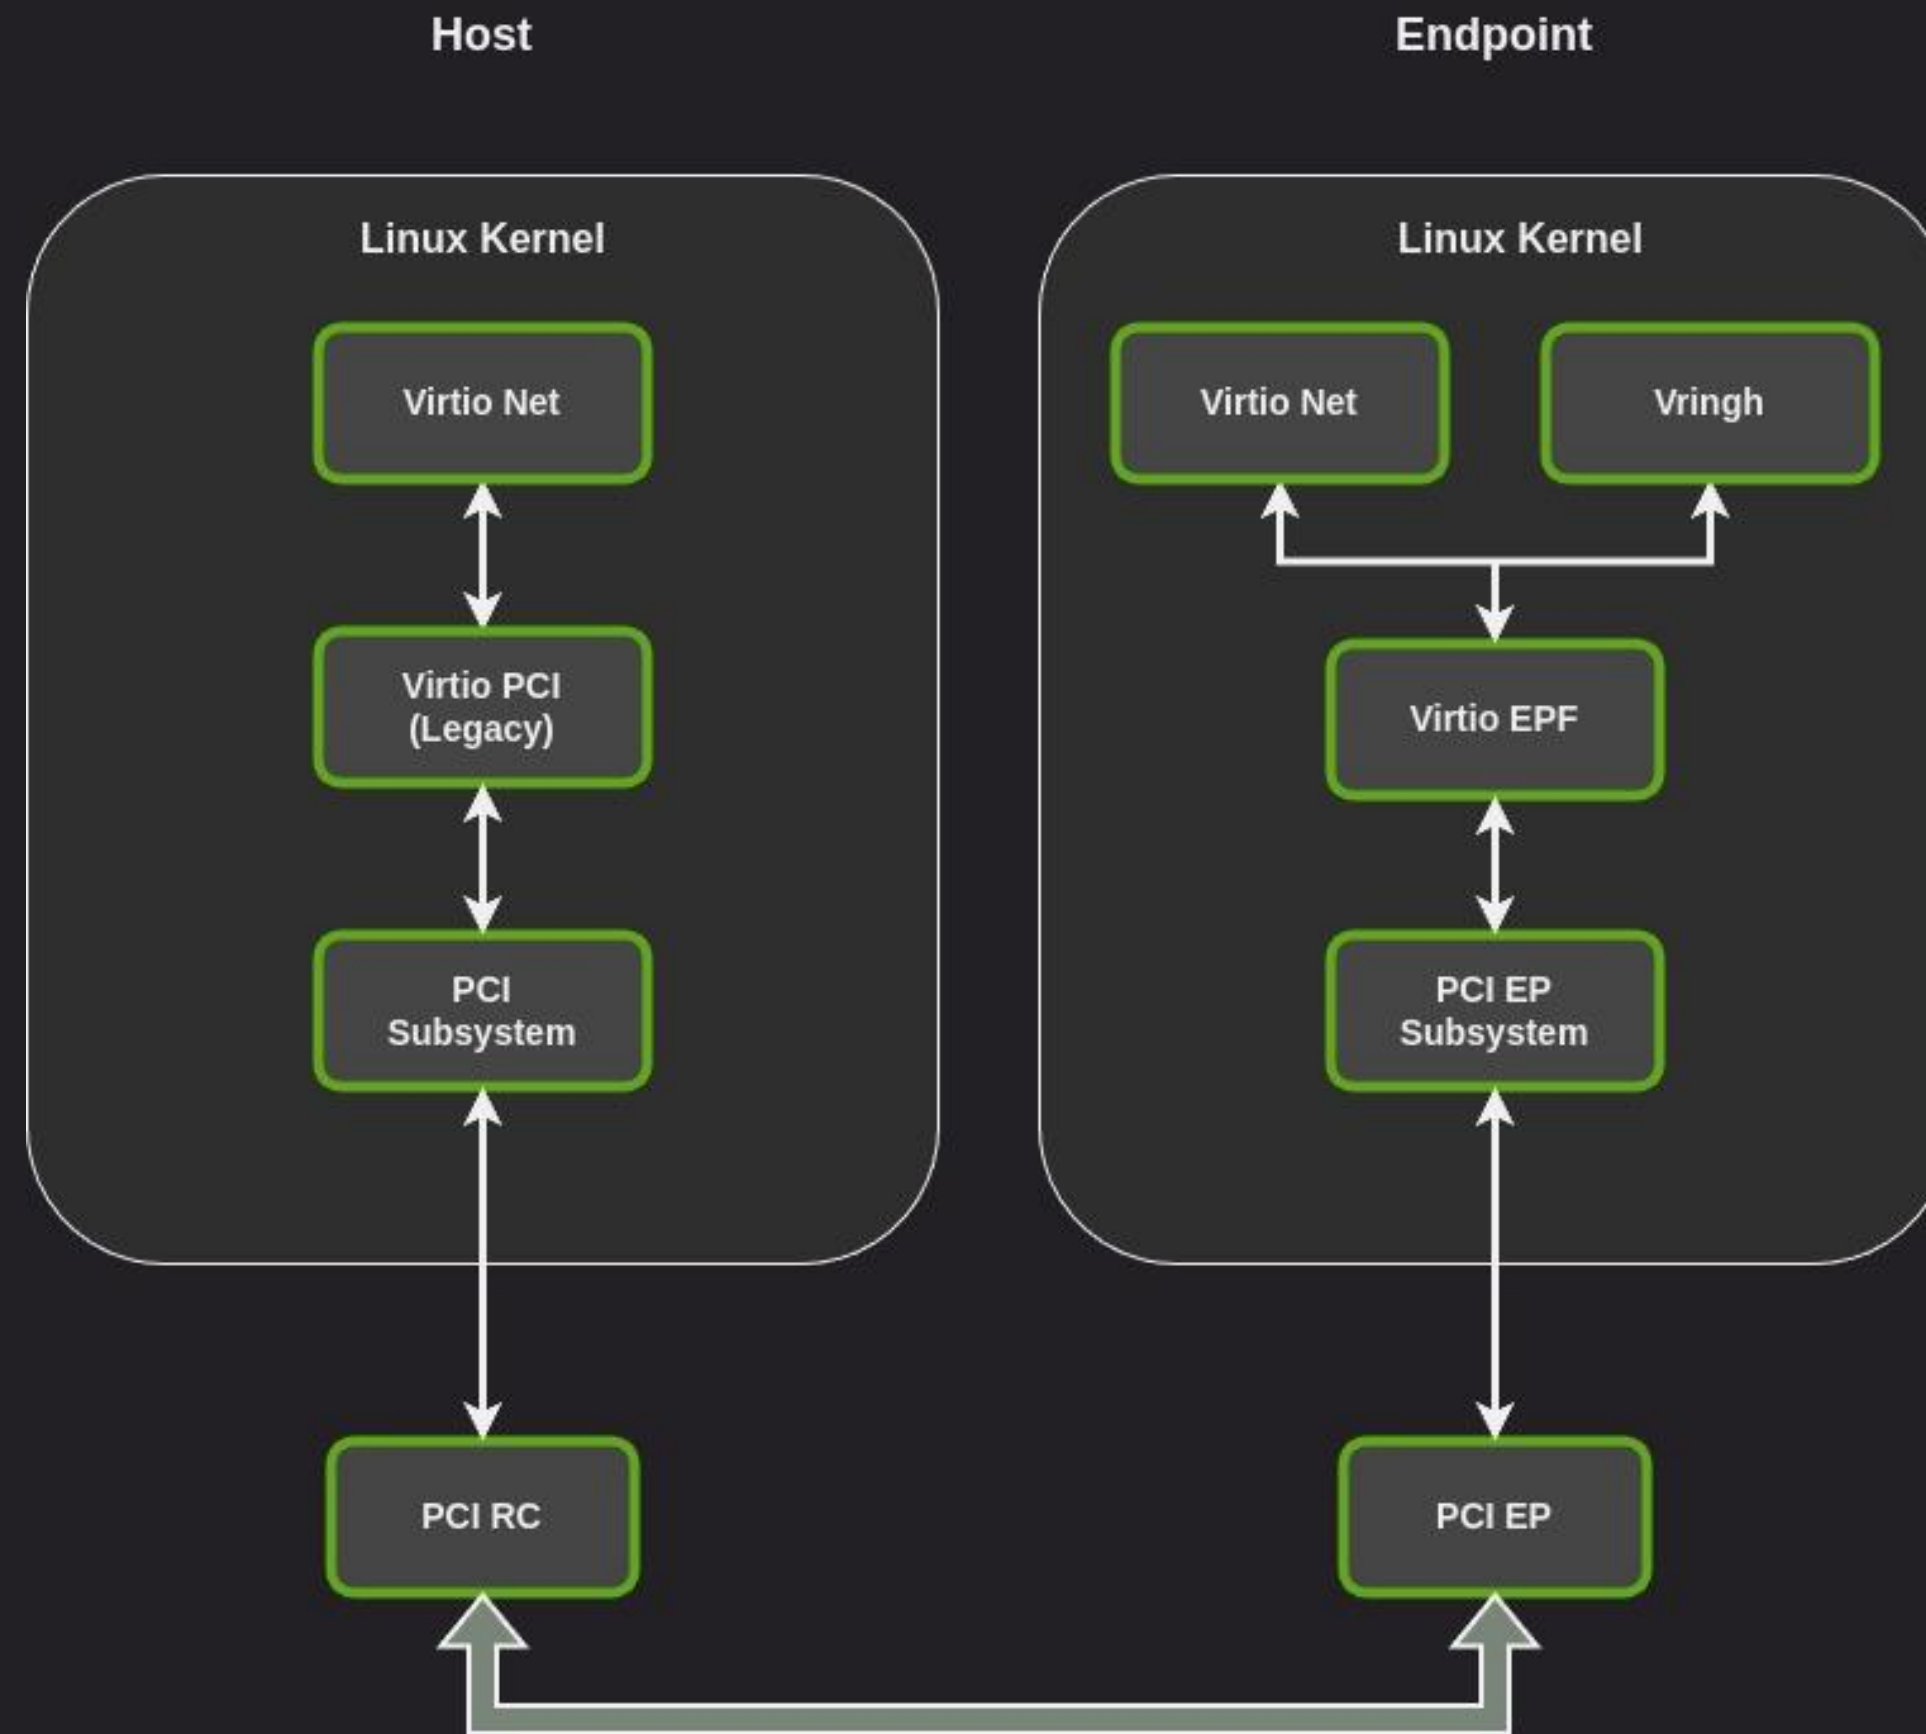 Host
Endpoint
Linux Kernel
Linux Kernel
Virtio Net
Virtio Net
Vringh
Virtio PCI
(Legacy)
Virtio EPF
PCI
Subsystem
PCI EP
Subsystem
PCI RC
PCI EP